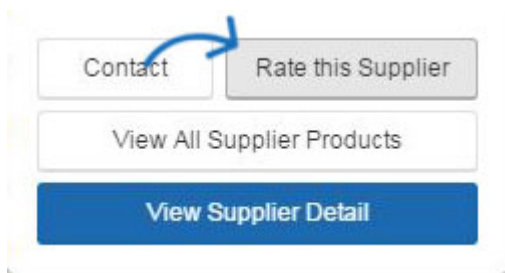 Contact
Rate this Supplier
View All Supplier Products
View Supplier Detail